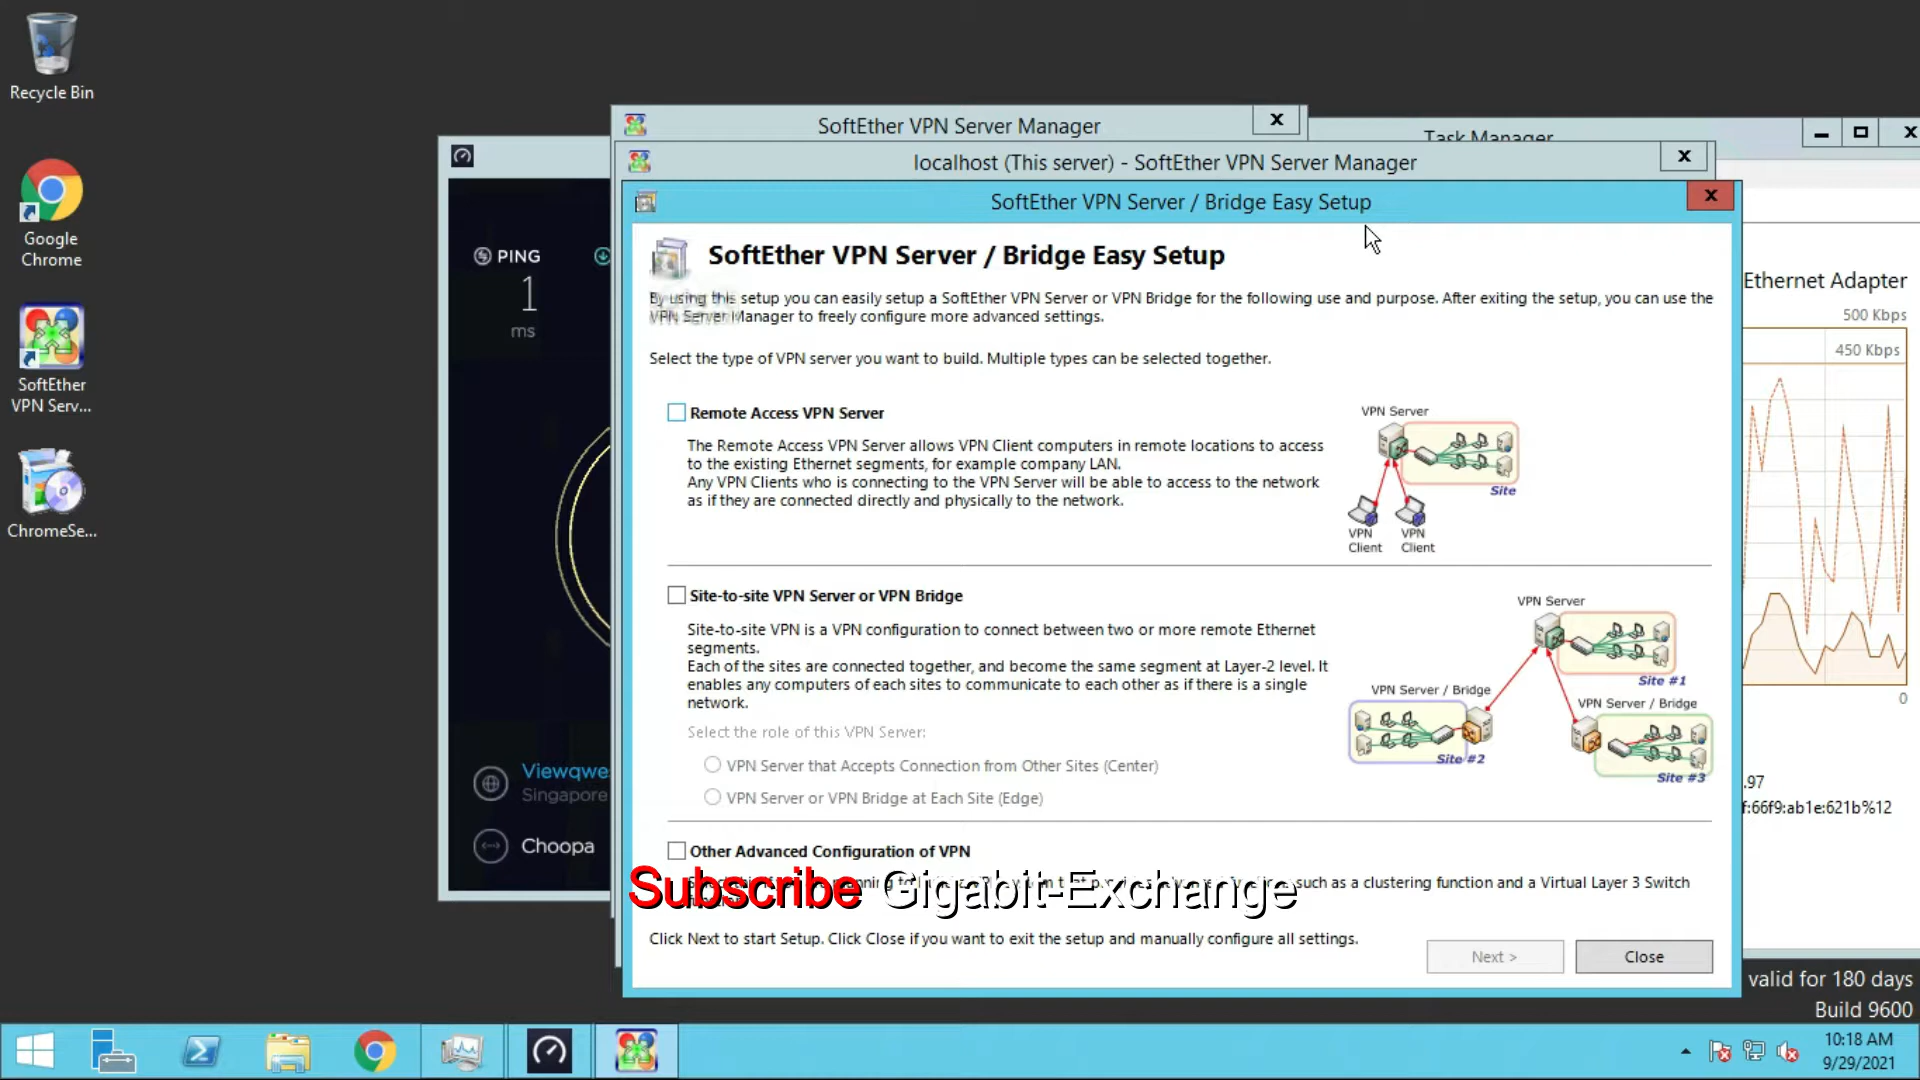 Recycle Bin
Google
Chrome
SoftEther
VPN Serv...
ChromeSe...
PING
1
ms
Viewqwe
Singapore
Choopa
SoftEther VPN Server Manager
Task Manager
localhost (This server) - SoftEther VPN Server Manager
SoftEther VPN Server / Bridge Easy Setup
SoftEther VPN Server / Bridge Easy Setup
By using this setup you can easily setup a SoftEther VPN Server or VPN Bridge for the following use and purpose. After exiting the setup, you can use the
VPN Server Manager to freely configure more advanced settings.
Select the type of VPN server you want to build. Multiple types can be selected together.
Remote Access VPN Server
The Remote Access VPN Server allows VPN Client computers in remote locations to access
to the existing Ethernet segments, for example company LAN.
Any VPN Clients who is connecting to the VPN Server will be able to access to the network
as if they are connected directly and physically to the network.
VPN Server
Site
VPN
Client
VPN
Client
Site-to-site VPN Server or VPN Bridge
Site-to-site VPN is a VPN configuration to connect between two or more remote Ethernet
segments.
Each of the sites are connected together, and become the same segment at Layer-2 level. It
enables any computers of each sites to communicate to each other as if there is a single
network.
Select the role of this VPN Server:
VPN Server that Accepts Connection from Other Sites (Center)
VPN Server or VPN Bridge at Each Site (Edge)
VPN Server
Site #1
VPN Server / Bridge
Site #2
VPN Server / Bridge
Site #3
Other Advanced Configuration of VPN
such as a clustering function and a Virtual Layer 3 Switch
Subscribe Gigabit-Exchange
Click Next to start Setup. Click Close if you want to exit the setup and manually configure all settings.
Next >
Close
Ethernet Adapter
500 Kbps
450 Kbps
0
.97
f:66f9:ab1e:621b%12
valid for 180 days
Build 9600
10:18 AM
9/29/2021